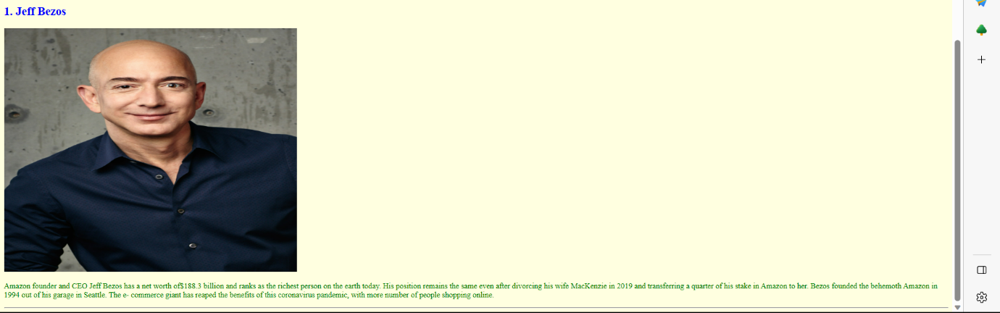 1. Jeff Bezos
Amazon founder and CEO Jeff Bezos has a net worth of$188.3 billion and ranks as the richest person on the earth today. His position remains the same even after divorcing his wife MacKenzie in 2019 and transferring a quarter of his stake in Amazon to her. Bezos founded the behemoth Amazon in
1994 out of his garage in Seattle. The e- commerce giant has reaped the benefits of this coronavirus pandemic, with more number of people shopping online.